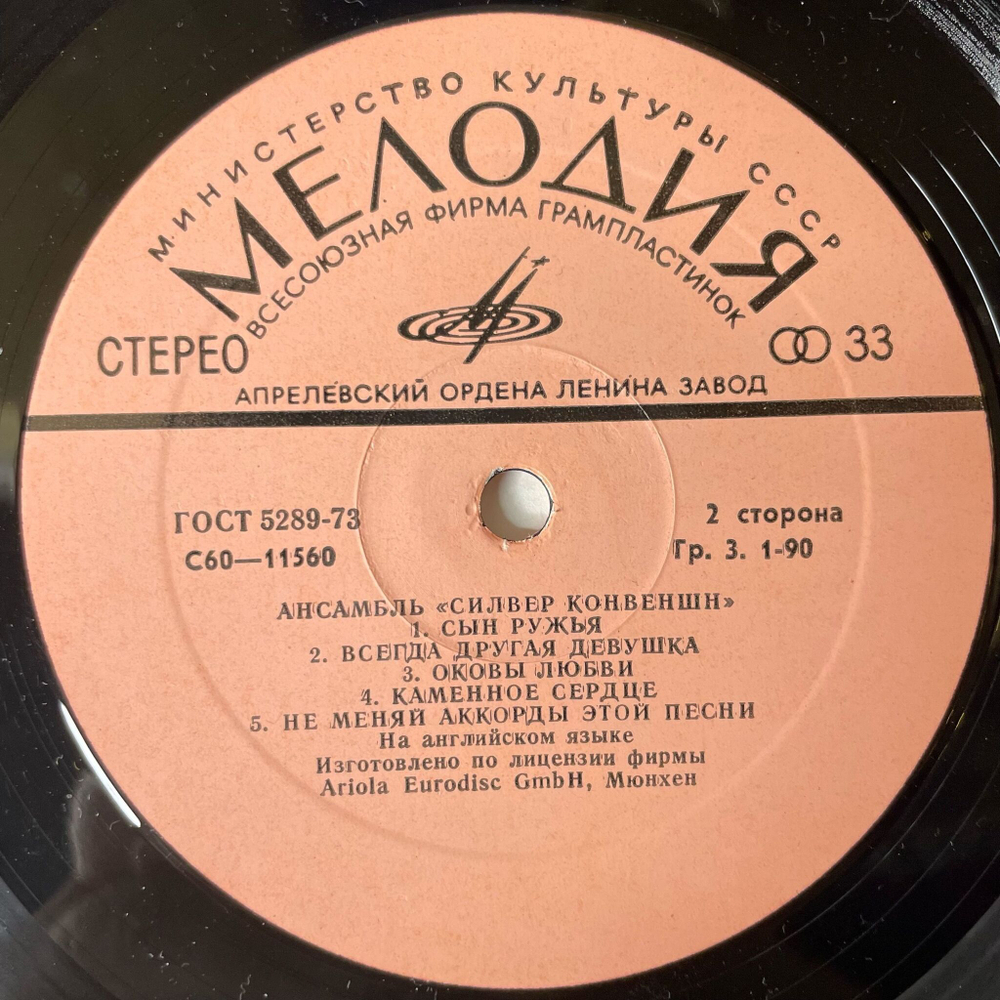 МИНИСТЕРСТВО КУЛЬТУРЫ СССР
МЕЛОДИЯ
ВСЕСОЮЗНАЯ ФИРМА ГРАМПЛАСТИНОК
СТЕРЕО
33
АПРЕЛЕВСКИЙ ОРДЕНА ЛЕНИНА ЗАВОД
ГОСТ 5289-73
2 сторона
С60—11560
Гр. 3. 1-90
АНСАМБЛЬ «СИЛВЕР КОНВЕНШН»
1. СЫН РУЖЬЯ
2. ВСЕГДА ДРУГАЯ ДЕВУШКА
3. ОКОВЫ ЛЮБВИ
4. КАМЕННОЕ СЕРДЦЕ
5. НЕ МЕНЯЙ АККОРДЫ ЭТОЙ ПЕСНИ
На английском языке
Изготовлено по лицензии фирмы
Ariola Eurodisc GmbH, Мюнхен